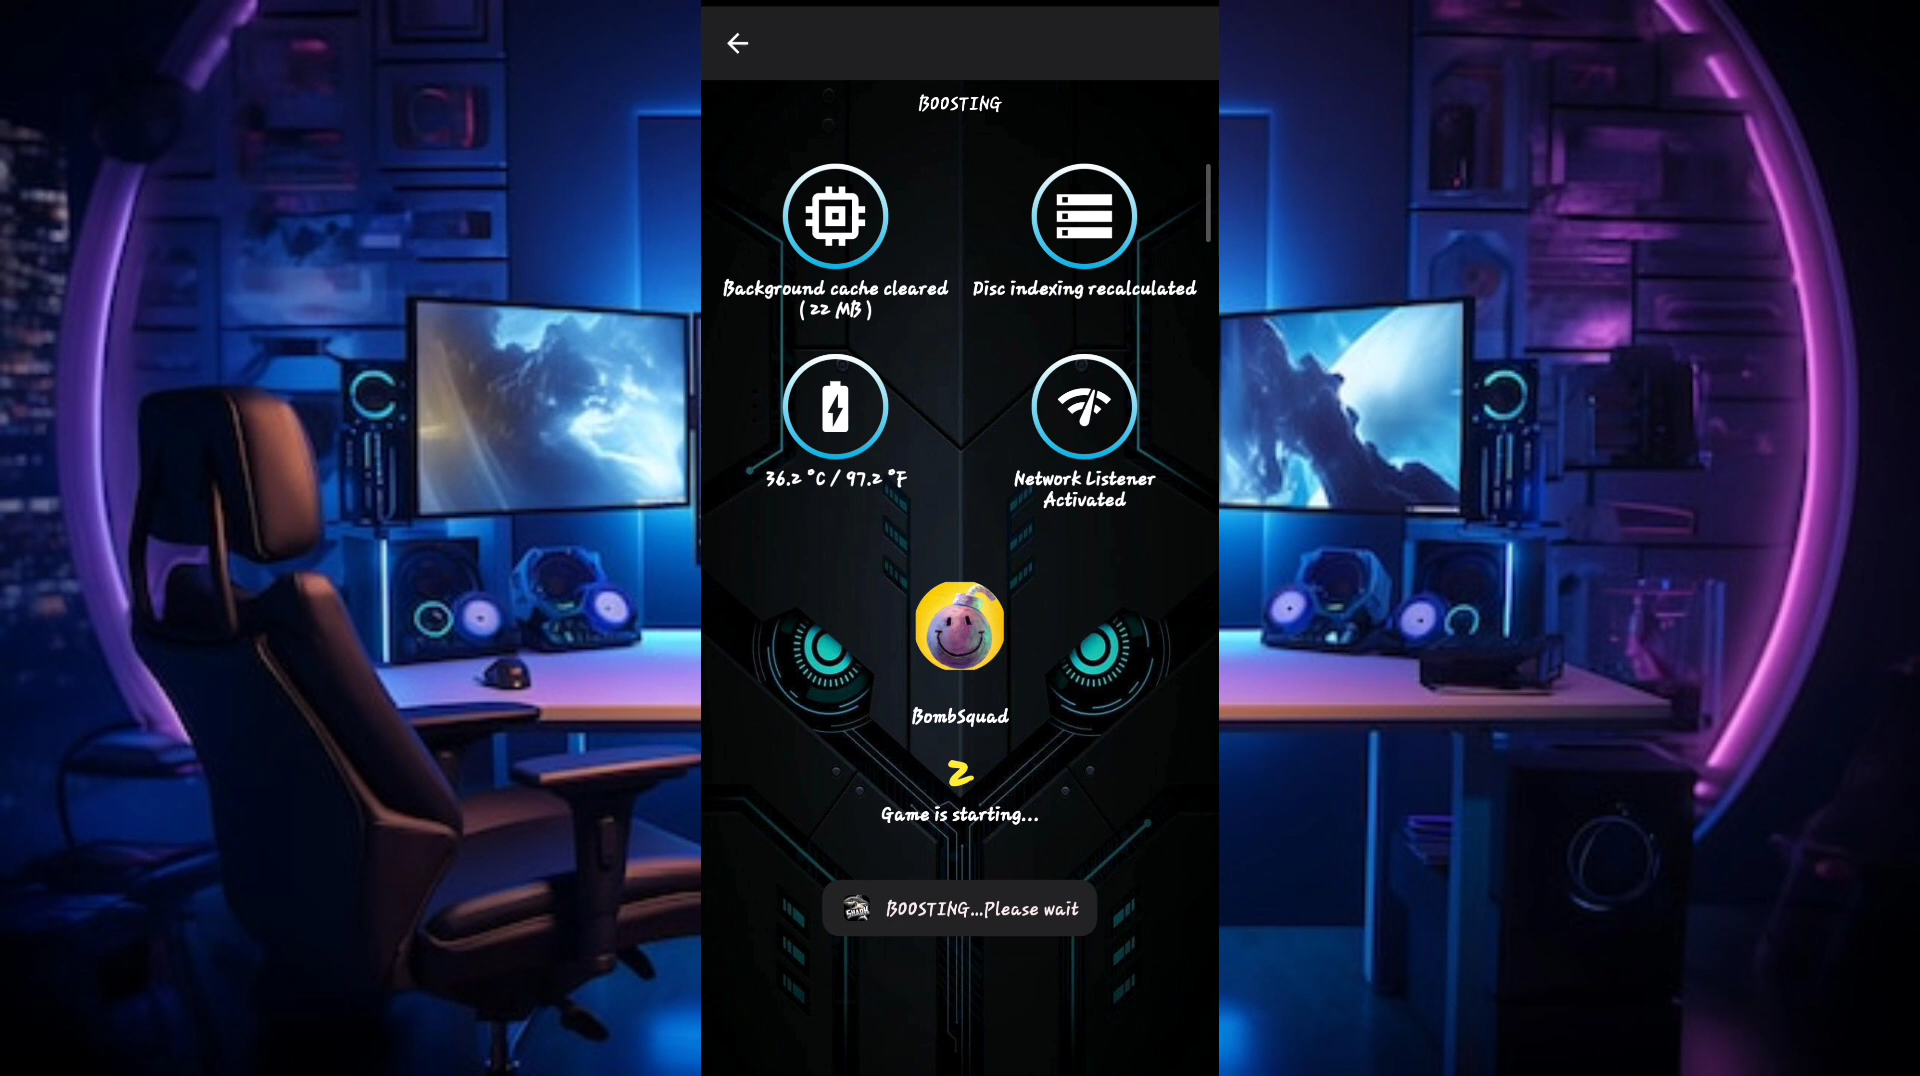 BOOSTING
Background cache cleared
( 22 MB )
Disc indexing recalculated
36.2 °C / 97.2 °F
Network Listener
Activated
BombSquad
2
Game is starting...
SHARK
BOOSTING...Please wait